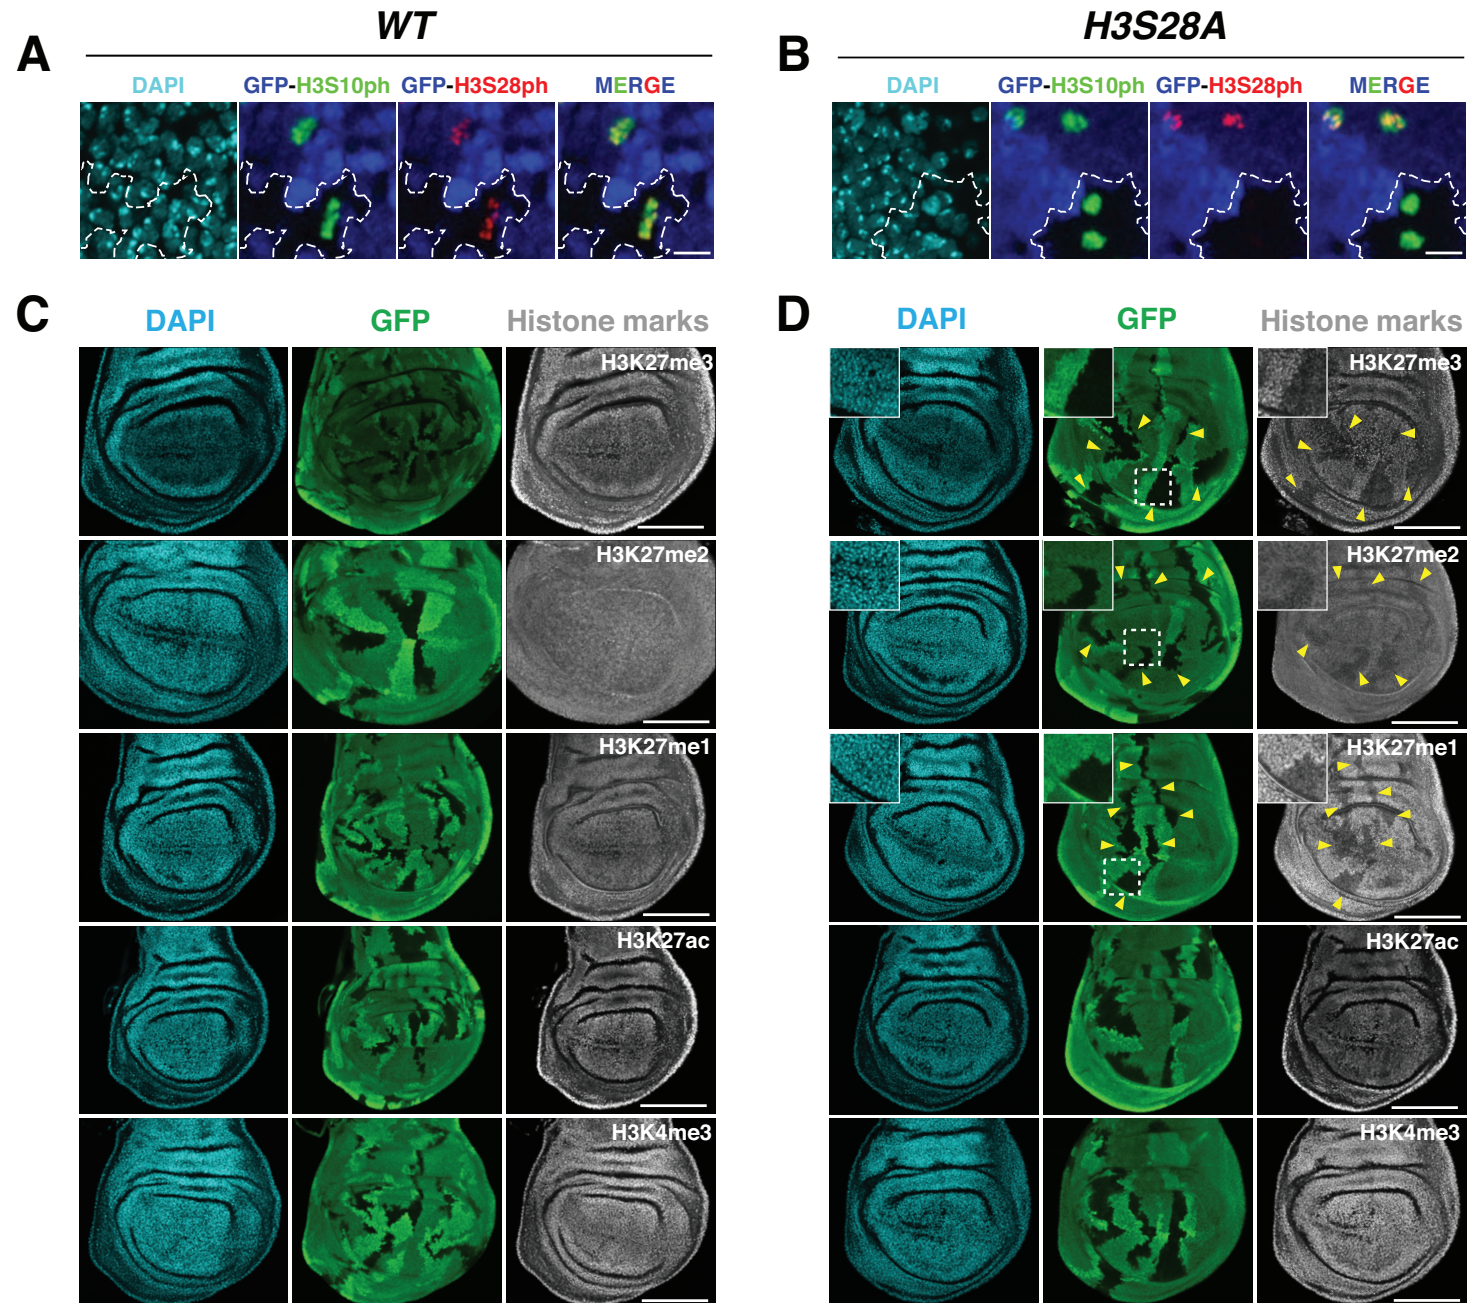 WT
H3S28A
A
B
DAPI GFP-H3S10ph GFP-H3S28ph MERGE
DAPI GFP-H3S10ph GFP-H3S28ph MERGE
C
D
DAPI GFP Histone marks
DAPI GFP Histone marks
H3K27me3
H3K27me3
H3K27me2
H3K27me2
H3K27me1
H3K27me1
H3K27ac
H3K27ac
H3K4me3
H3K4me3